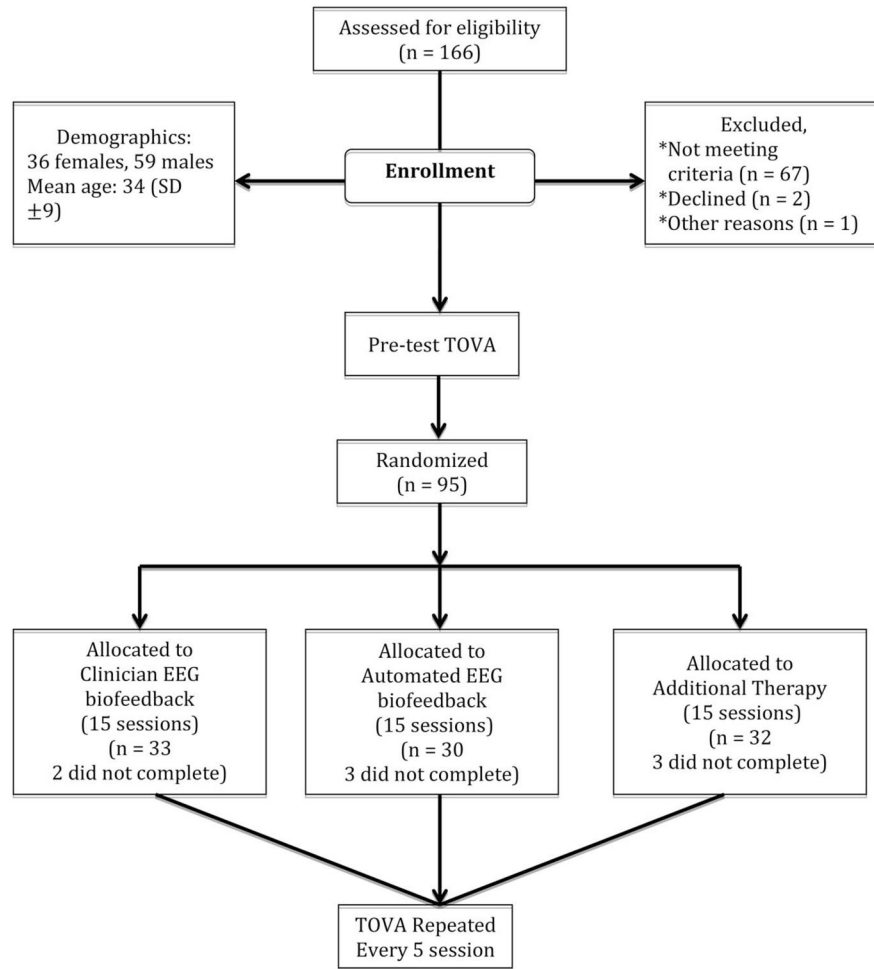 Assessed for eligibility
(n = 166)
Demographics:
36 females, 59 males
Mean age: 34 (SD
±9)
Enrollment
Excluded,
*Not meeting
criteria (n = 67)
*Declined (n = 2)
*Other reasons (n = 1)
Pre-test TOVA
Randomized
(n = 95)
Allocated to
Clinician EEG
biofeedback
(15 sessions)
(n = 33
2 did not complete)
Allocated to
Automated EEG
biofeedback
(15 sessions)
(n = 30
3 did not complete)
Allocated to
Additional Therapy
(15 sessions)
(n = 32
3 did not complete)
TOVA Repeated
Every 5 session